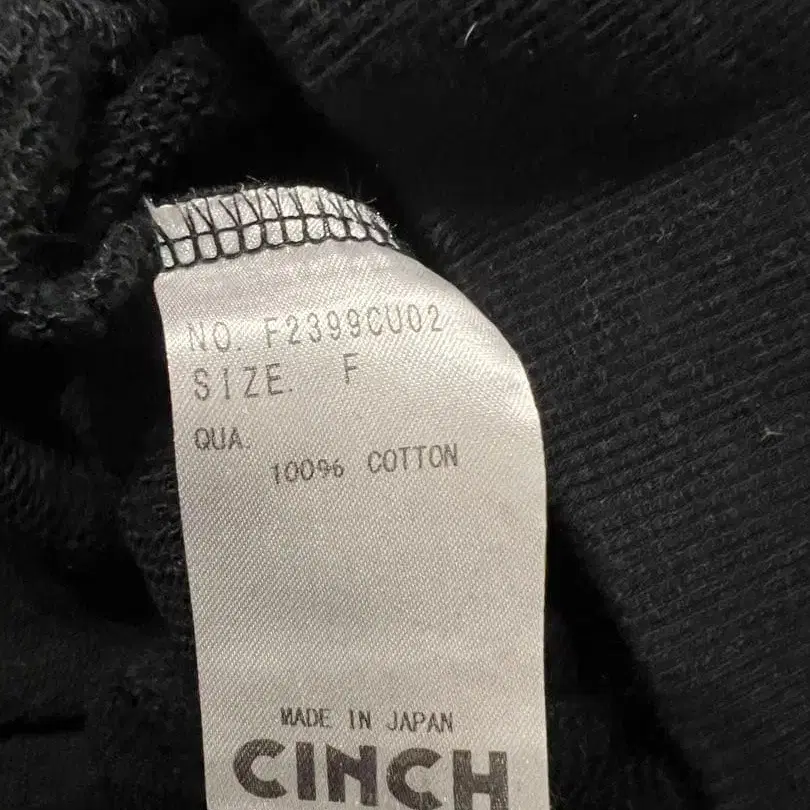 NO. F2399CU02
SIZE. F
QUA.
100% COTTON
MADE IN JAPAN
CINCH